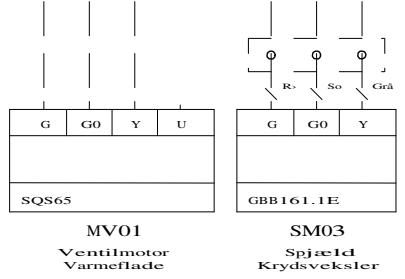 So Grå
G G0 Y U G G0 Y
SQS65 GBB161.1E
MV01 SM03
Ventilmotor Spjæld
Varmeflade Krydsveksler